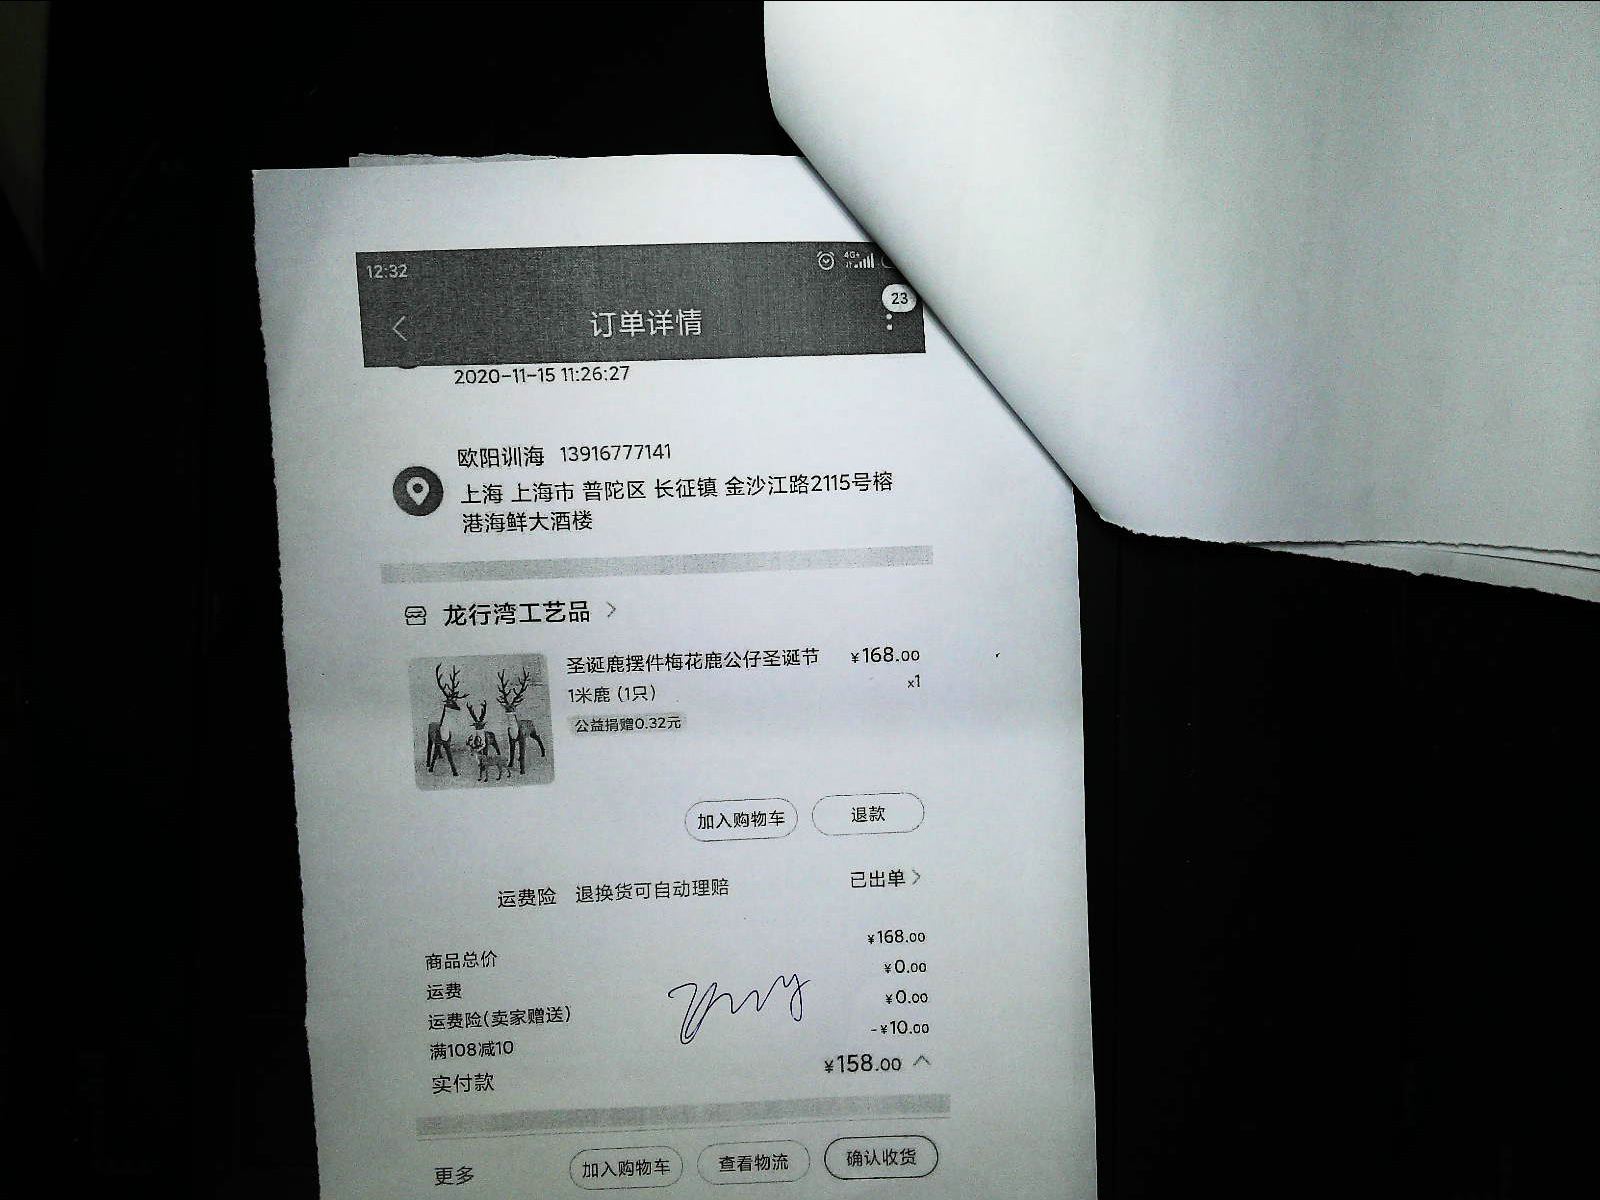 12:32 4G+
23
订单详情
2020-11-15 11:26:27
欧阳训海 13916777141
上海 上海市 普陀区 长征镇 金沙江路2115号榕
港海鲜大酒楼
龙行湾工艺品
圣诞鹿摆件梅花鹿公仔圣诞节 ¥168.00
1米鹿 (1只) x1
公益捐赠0.32元
加入购物车 退款
运费险 退换货可自动理赔 已出单
商品总价 ¥168.00
运费 ¥0.00
运费险(卖家赠送) ¥0.00
满108减10 -¥10.00
实付款 ¥158.00
更多 加入购物车 查看物流 确认收货